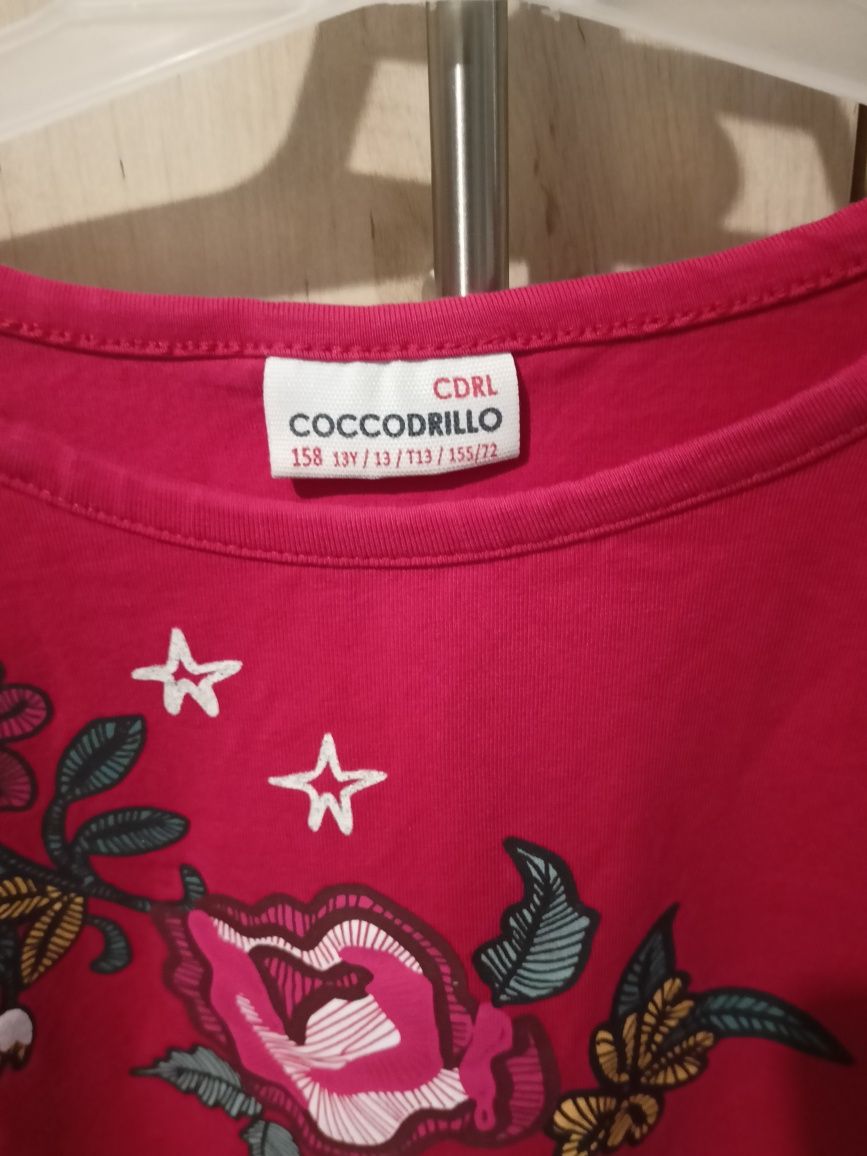 CDRL
COCCODRILLO
158 13Y / 13 / T13 / 155/72